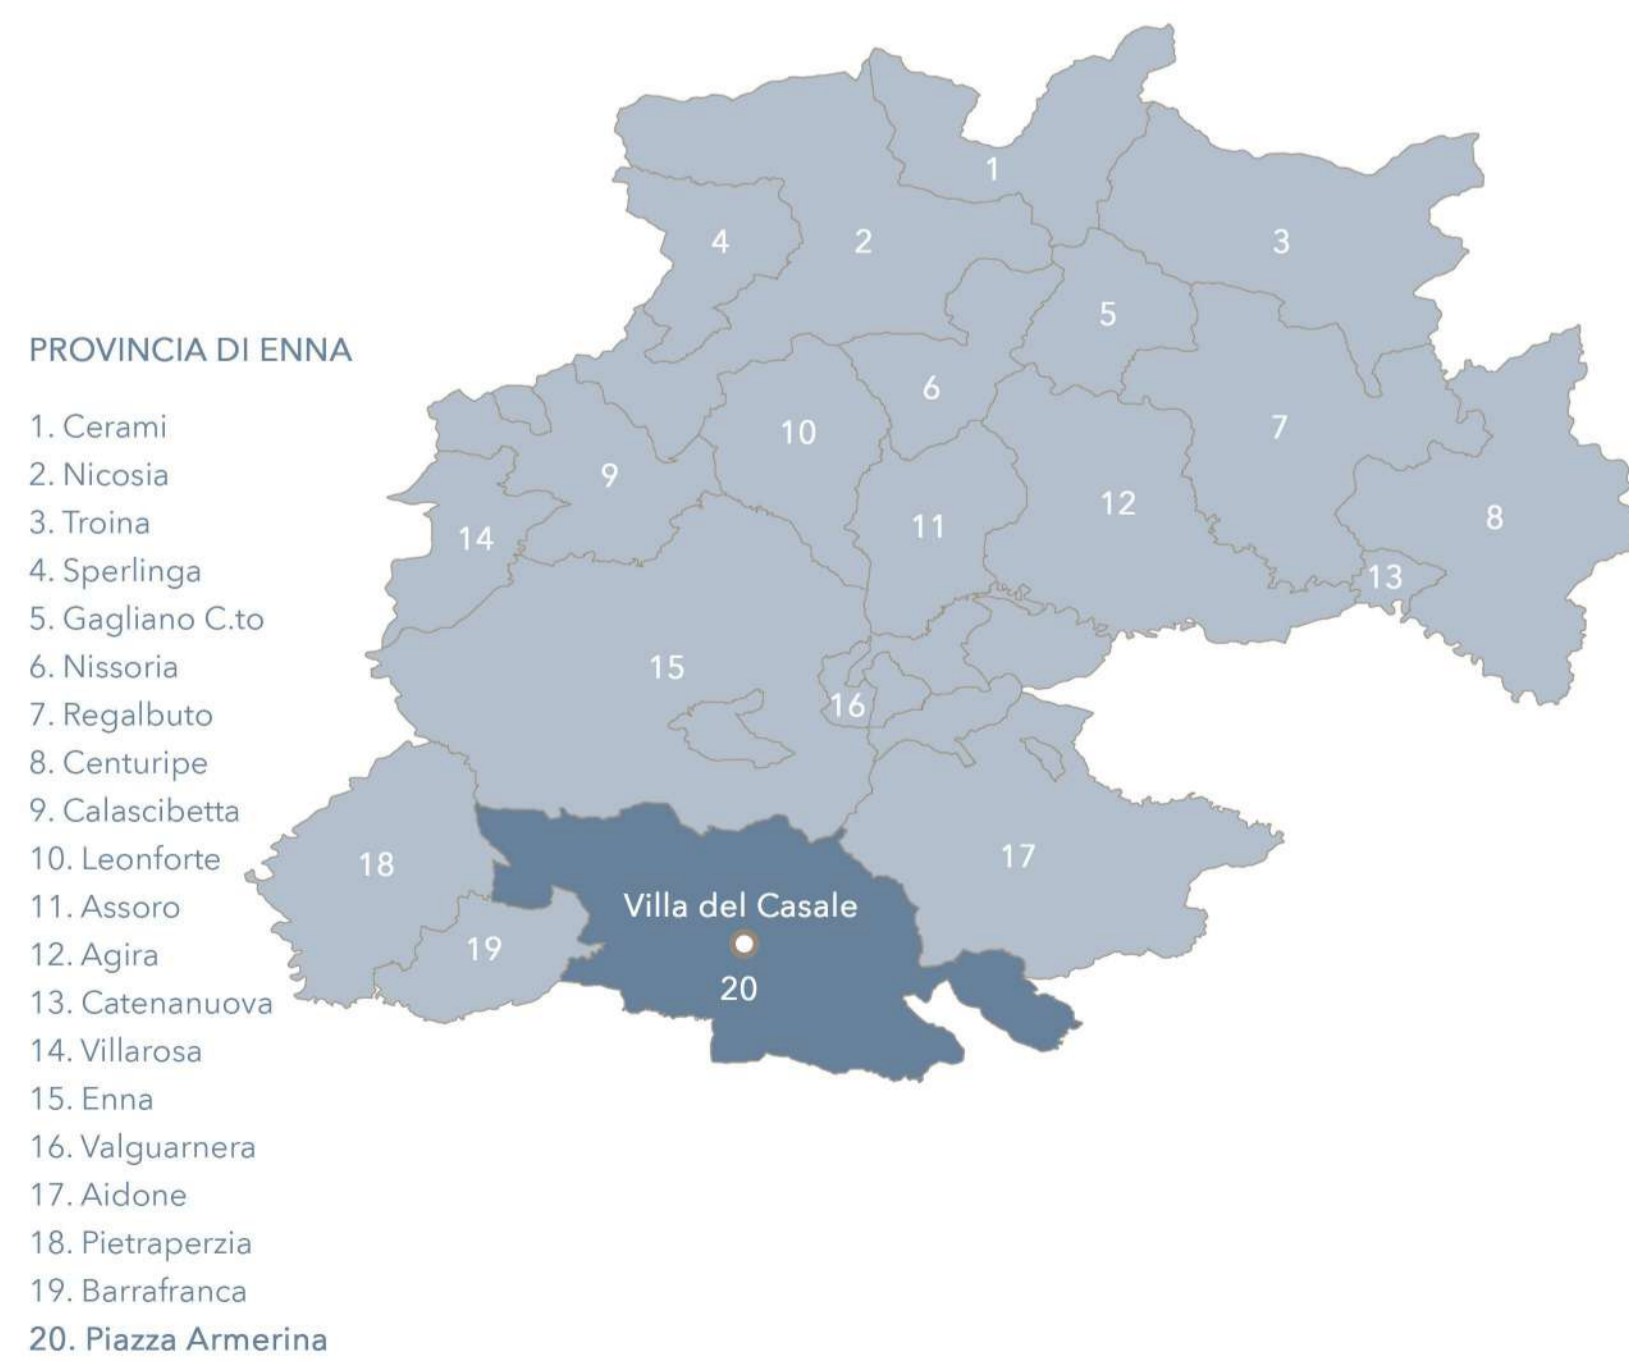 PROVINCIA DI ENNA
1. Cerami
2. Nicosia
3. Troina
4. Sperlinga
5. Gagliano C.to
6. Nissoria
7. Regalbuto
8. Centuripe
9. Calascibetta
10. Leonforte
11. Assoro
12. Agira
13. Catenanuova
14. Villarosa
15. Enna
16. Valguarnera
17. Aidone
18. Pietraperzia
19. Barrafranca
20. Piazza Armerina
1
2
4
3
5
6
7
10
9
12
8
11
14
13
15
16
17
18
Villa del Casale
19
20